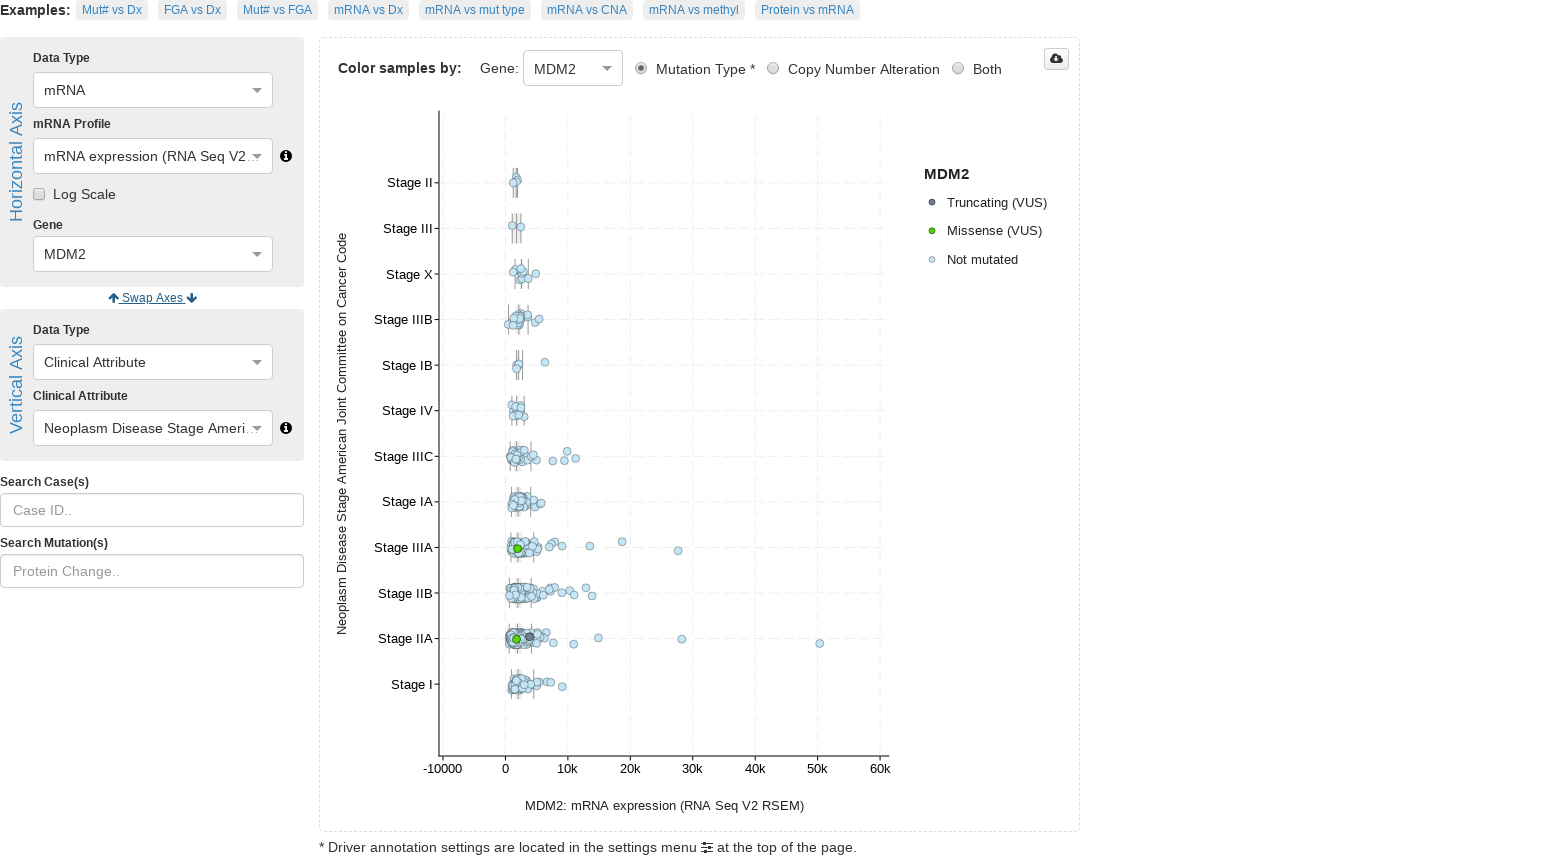 Examples: Mut# vs Dx FGA vs Dx Mut# vs FGA mRNA vs Dx mRNA vs mut type mRNA vs CNA mRNA vs methyl Protein vs mRNA
Horizontal Axis
Data Type
mRNA
mRNA Profile
mRNA expression (RNA Seq V2...
Log Scale
Gene
MDM2
Swap Axes
Vertical Axis
Data Type
Clinical Attribute
Clinical Attribute
Neoplasm Disease Stage Ameri...
Search Case(s)
Case ID..
Search Mutation(s)
Protein Change..
Color samples by: Gene: MDM2 Mutation Type * Copy Number Alteration Both
Neoplasm Disease Stage American Joint Committee on Cancer Code
Stage II
Stage III
Stage X
Stage IIIB
Stage IB
Stage IV
Stage IIIC
Stage IA
Stage IIIA
Stage IIB
Stage IIA
Stage I
-10000 0 10k 20k 30k 40k 50k 60k
MDM2: mRNA expression (RNA Seq V2 RSEM)
MDM2
Truncating (VUS)
Missense (VUS)
Not mutated
* Driver annotation settings are located in the settings menu at the top of the page.